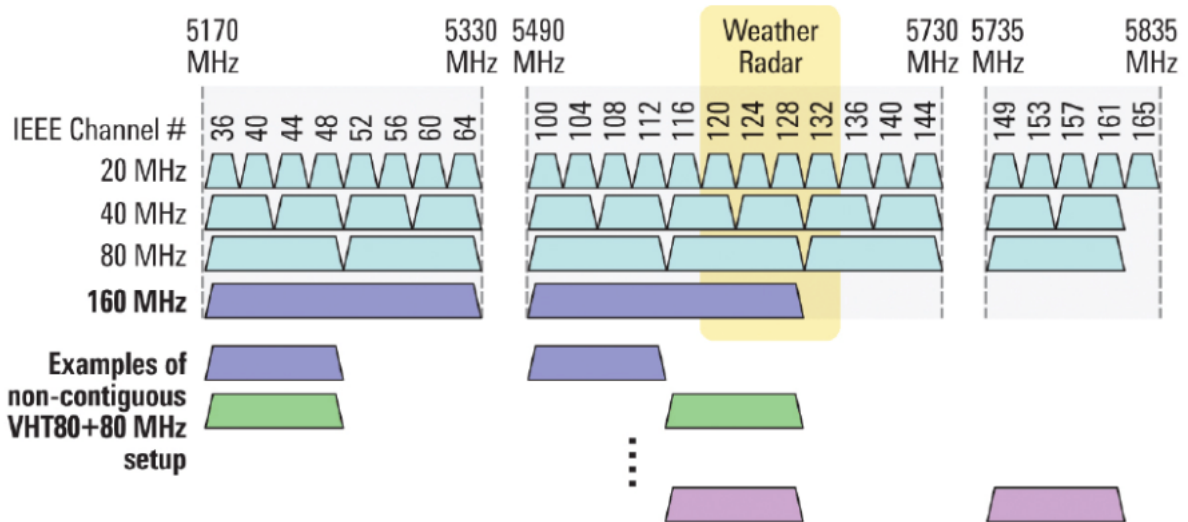 5170 MHz
5330 MHz
5490 MHz
Weather Radar
5730 MHz
5735 MHz
5835 MHz
IEEE Channel # 36 40 44 48 52 56 60 64 100 104 108 112 116 120 124 128 132 136 140 144 149 153 157 161 165
20 MHz
40 MHz
80 MHz
160 MHz
Examples of
non-contiguous
VHT80+80 MHz
setup